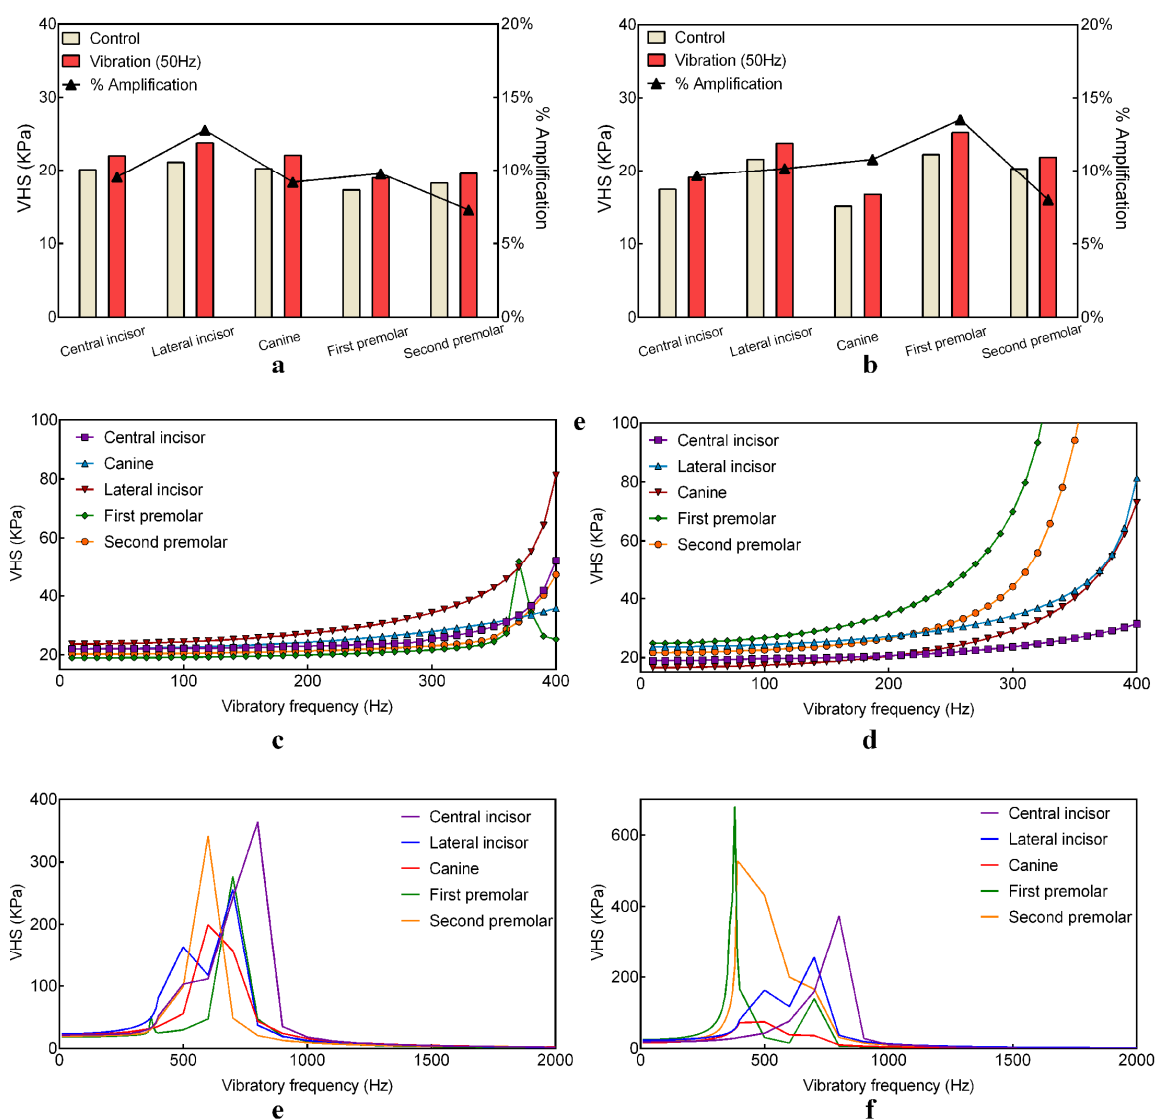 40
30
20
10
0
VHS (KPa)
Control
Vibration (50Hz)
% Amplification
20%
15%
10%
5%
0%
% Amplification
Central incisor
Lateral incisor
Canine
First premolar
Second premolar
a
40
30
20
10
0
VHS (KPa)
Control
Vibration (50Hz)
% Amplification
20%
15%
10%
5%
0%
% Amplification
Central incisor
Lateral incisor
Canine
First premolar
Second premolar
b
100
80
60
40
20
VHS (KPa)
Central incisor
Canine
Lateral incisor
First premolar
Second premolar
0 100 200 300 400
Vibratory frequency (Hz)
c
e
100
80
60
40
20
VHS (KPa)
Central incisor
Lateral incisor
Canine
First premolar
Second premolar
0 100 200 300 400
Vibratory frequency (Hz)
d
400
300
200
100
0
VHS (KPa)
Central incisor
Lateral incisor
Canine
First premolar
Second premolar
0 500 1000 1500 2000
Vibratory frequency (Hz)
e
600
400
200
0
VHS (KPa)
Central incisor
Lateral incisor
Canine
First premolar
Second premolar
0 500 1000 1500 2000
Vibratory frequency (Hz)
f